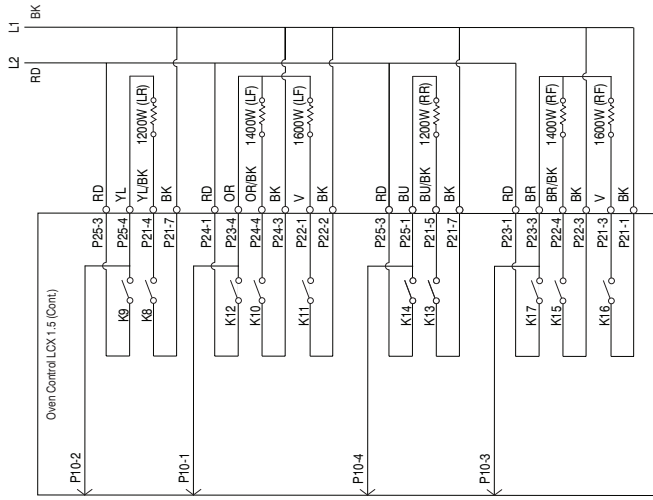 L1 BK
L2
RD
1200W (LR)
1400W (LF)
1600W (LF)
1200W (RR)
1400W (RF)
1600W (RF)
RD
YL
YL/BK
BK
RD
OR
OR/BK
BK
V
BK
RD
BU
BU/BK
BK
RD
BR
BR/BK
BK
V
BK
P25-3
P25-4
P21-4
P21-7
P24-1
P23-4
P24-4
P24-3
P22-1
P22-2
P25-3
P25-1
P21-5
P21-7
P23-1
P23-3
P22-4
P22-3
P21-3
P21-1
Oven Control LCX 1.5 (Cont.)
K9
K8
K12
K10
K11
K14
K13
K17
K15
K16
P10-2
P10-1
P10-4
P10-3